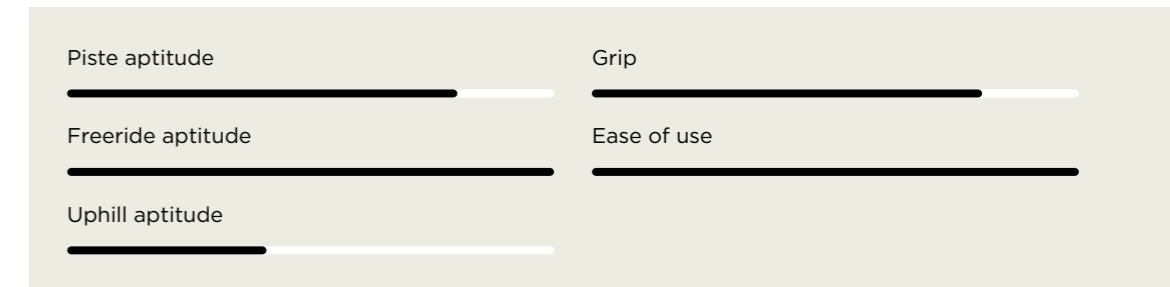 Piste aptitude
Grip
Freeride aptitude
Ease of use
Uphill aptitude